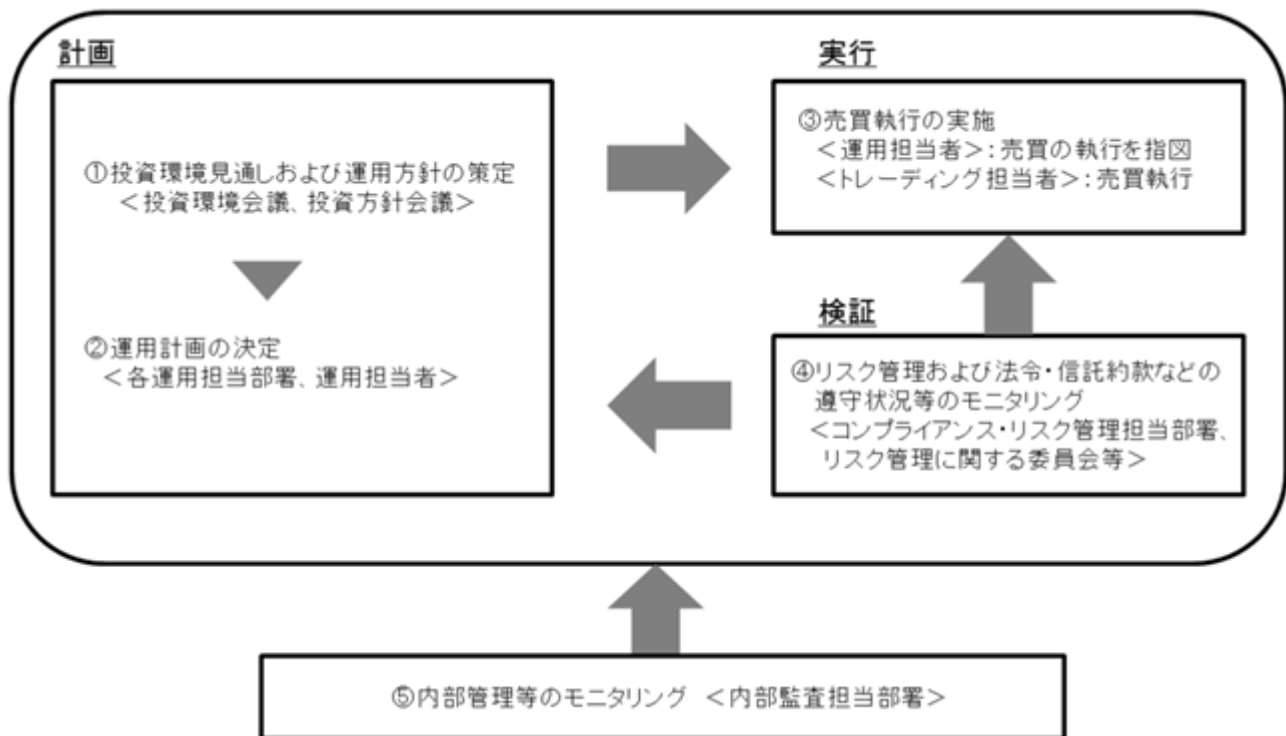 計画
①投資環境見通しおよび運用方針の策定
＜投資環境会議、投資方針会議＞
②運用計画の決定
＜各運用担当部署、運用担当者＞
実行
③売買執行の実施
＜運用担当者＞：売買の執行を指図
＜トレーディング担当者＞：売買執行
検証
④リスク管理および法令・信託約款などの
遵守状況等のモニタリング
＜コンプライアンス・リスク管理担当部署、
リスク管理に関する委員会等＞
⑤内部管理等のモニタリング ＜内部監査担当部署＞